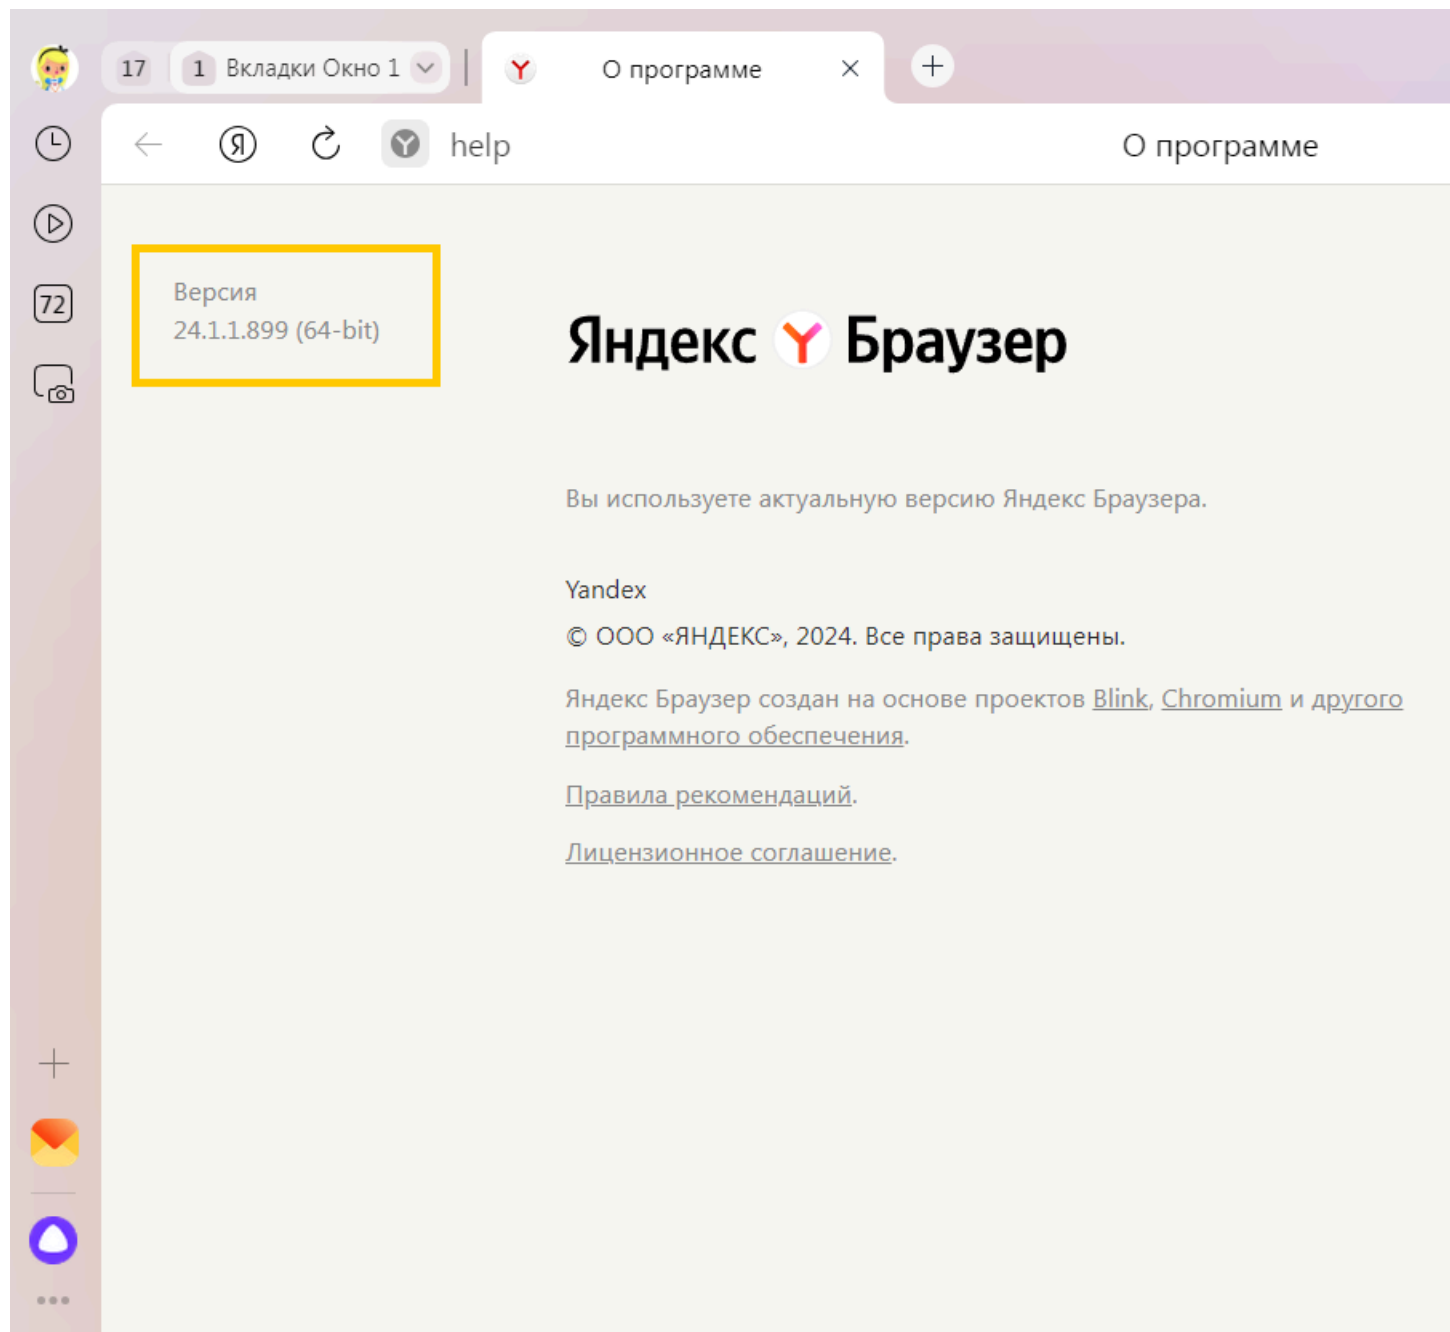 17
1 Вкладки Окно 1
О программе
help
О программе
72
Версия
24.1.1.899 (64-bit)
Яндекс Браузер
Вы используете актуальную версию Яндекс Браузера.
Yandex
© ООО «ЯНДЕКС», 2024. Все права защищены.
Яндекс Браузер создан на основе проектов Blink, Chromium и другого
программного обеспечения.
Правила рекомендаций.
Лицензионное соглашение.